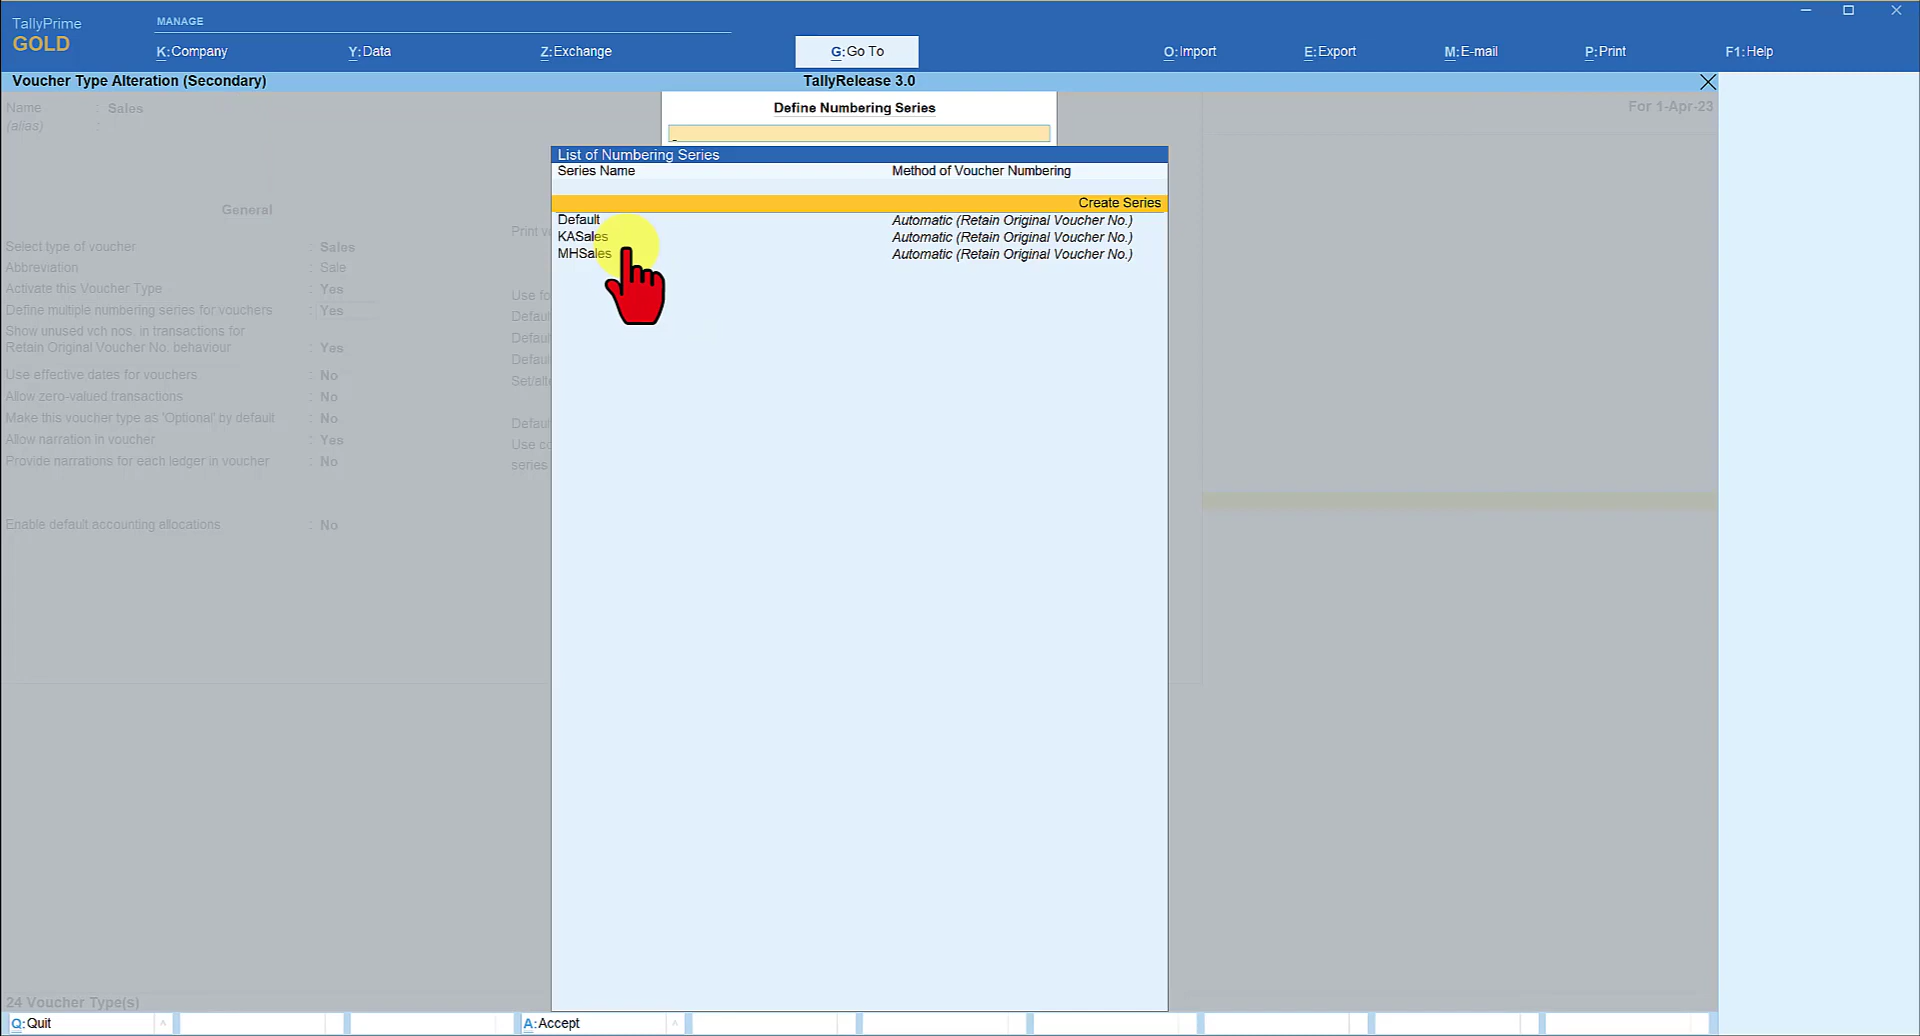 TallyPrime
GOLD
MANAGE
K:Company
Y:Data
Z:Exchange
G:Go To
O:Import
E:Export
M:E-mail
P:Print
F1:Help
Voucher Type Alteration (Secondary)
TallyRelease 3.0
Name : Sales
(alias) :
For 1-Apr-23
Define Numbering Series
List of Numbering Series
Series Name Method of Voucher Numbering
Create Series
Default Automatic (Retain Original Voucher No.)
KASales Automatic (Retain Original Voucher No.)
MHSales Automatic (Retain Original Voucher No.)
General
Select type of voucher : Sales
Abbreviation : Sale
Activate this Voucher Type : Yes
Define multiple numbering series for vouchers : Yes
Show unused vch nos. in transactions for
Retain Original Voucher No. behaviour : Yes
Use effective dates for vouchers : No
Allow zero-valued transactions : No
Make this voucher type as 'Optional' by default : No
Allow narration in voucher : Yes
Provide narrations for each ledger in voucher : No
Enable default accounting allocations : No
Print
Use
series
24 Voucher Type(s)
Q:Quit
A:Accept